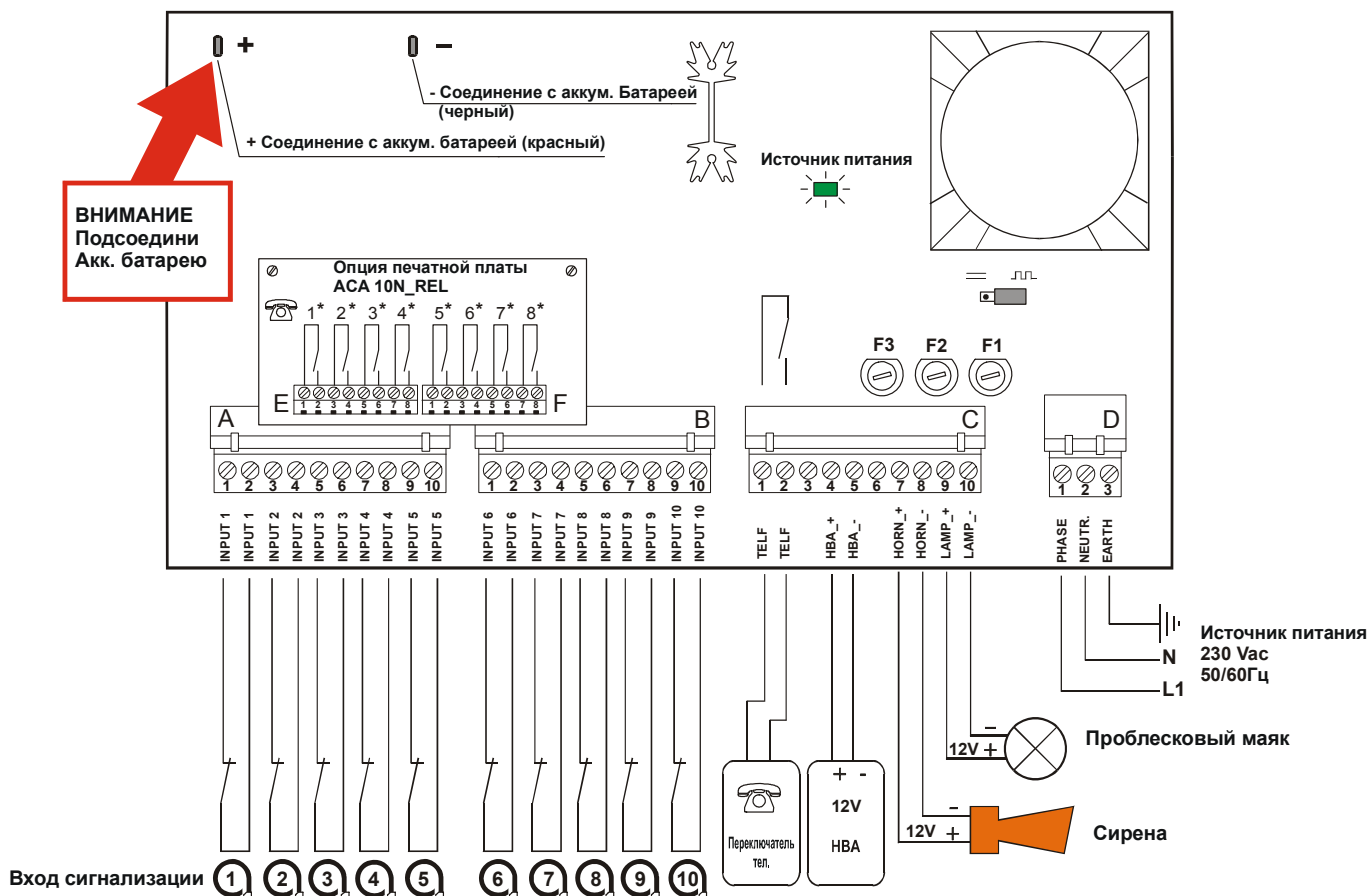 +
–
- Соединение с аккум. Батареей
(черный)
+ Соединение с аккум. батареей (красный)
ВНИМАНИЕ
Подсоедини
Акк. батарею
Источник питания
Опция печатной платы
ACA 10N_REL
1* 2* 3* 4* 5* 6* 7* 8*
E 1 2 3 4 5 6 7 8 1 2 3 4 5 6 7 8 F
F3 F2 F1
A B C D
1 2 3 4 5 6 7 8 9 10
1 2 3 4 5 6 7 8 9 10
1 2 3 4 5 6 7 8 9 10
1 2 3
INPUT 1
INPUT 1
INPUT 2
INPUT 2
INPUT 3
INPUT 3
INPUT 4
INPUT 4
INPUT 5
INPUT 5
INPUT 6
INPUT 6
INPUT 7
INPUT 7
INPUT 8
INPUT 8
INPUT 9
INPUT 9
INPUT 10
INPUT 10
TELF
TELF
HBA_+
HBA_-
HORN_+
HORN_-
LAMP_+
LAMP_-
PHASE
NEUTR.
EARTH
Источник питания
230 Vac
50/60Гц
N
L1
–
12V +
Проблесковый маяк
–
12V +
Сирена
Переключатель
тел.
+ -
12V
HBA
Вход сигнализации 1 2 3 4 5 6 7 8 9 10